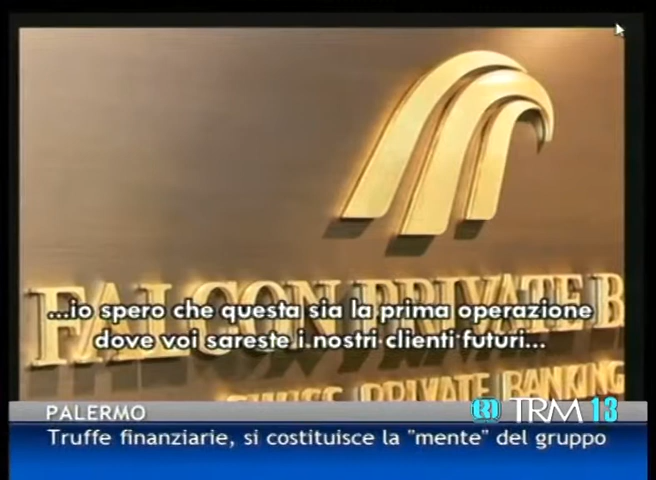 FALCON PRIVATE B
...io spero che questa sia la prima operazione
dove voi sareste i nostri clienti futuri...
SWISS PRIVATE BANKING
PALERMO
TRM 13
Truffe finanziarie, si costituisce la "mente" del gruppo